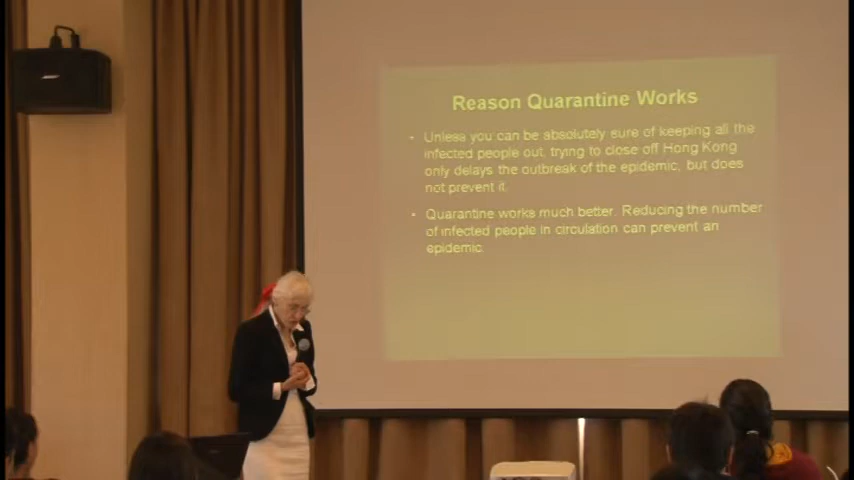 Reason Quarantine Works
• Unless you can be absolutely sure of keeping all the
infected people out, trying to close off Hong Kong
only delays the outbreak of the epidemic, but does
not prevent it.
• Quarantine works much better. Reducing the number
of infected people in circulation can prevent an
epidemic.